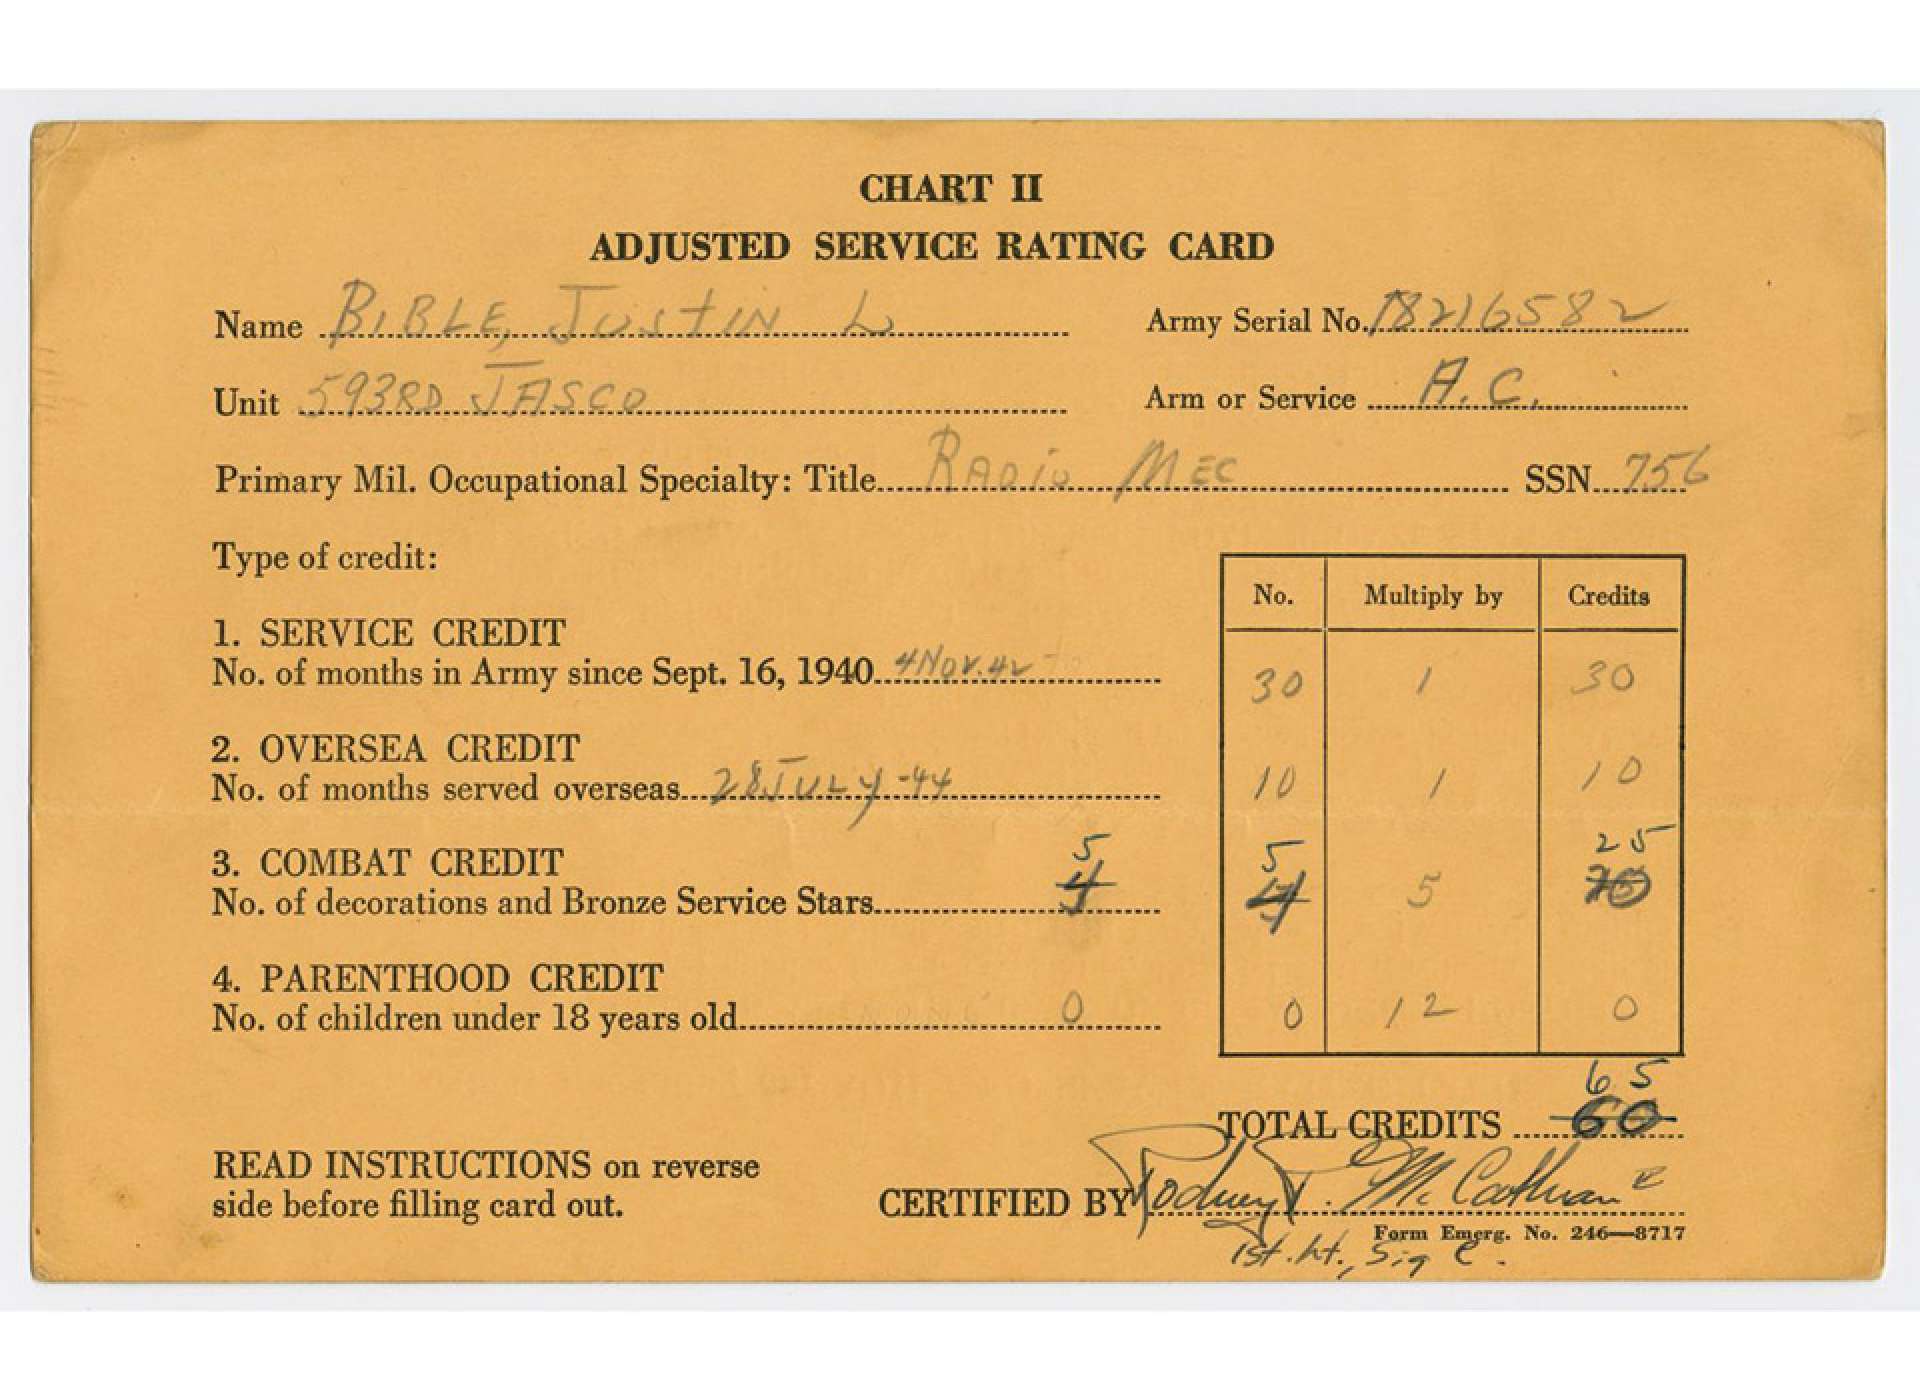 CHART II
ADJUSTED SERVICE RATING CARD
Name BIBLE, JUSTIN L Army Serial No. 18216582
Unit 593RD JASCO Arm or Service A.C.
Primary Mil. Occupational Specialty: Title RADIO MEC SSN 756
Type of credit:
No. Multiply by Credits
1. SERVICE CREDIT
No. of months in Army since Sept. 16, 1940 4 NOV. 42 30 1 30
2. OVERSEA CREDIT
No. of months served overseas 28 JULY -44 10 1 10
5 5 25
3. COMBAT CREDIT
No. of decorations and Bronze Service Stars 4 4 5
4. PARENTHOOD CREDIT
No. of children under 18 years old 0 0 12 0
65
TOTAL CREDITS 60
READ INSTRUCTIONS on reverse
side before filling card out.
CERTIFIED BY Rodney T. McCathran
Form Emerg. No. 246—8717
1st. Lt., Sig C.